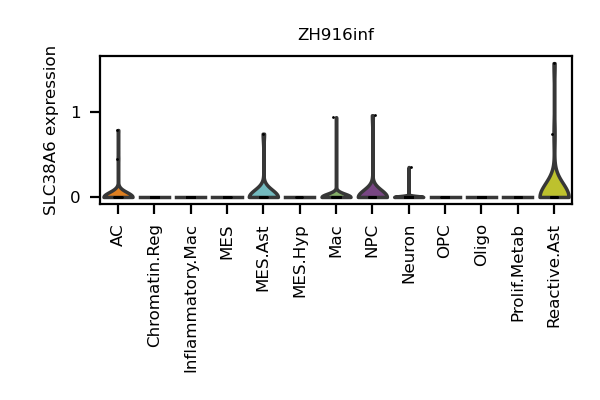 ZH916inf
SLC38A6 expression
1
0
AC
Chromatin.Reg
Inflammatory.Mac
MES
MES.Ast
MES.Hyp
Mac
NPC
Neuron
OPC
Oligo
Prolif.Metab
Reactive.Ast